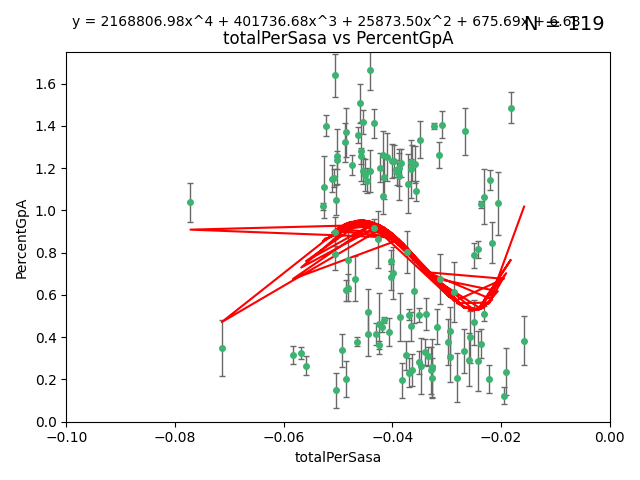 y = 2168806.98x^4 + 401736.68x^3 + 25873.50x^2 + 675.69x + 6.63
N = 119
totalPerSasa vs PercentGpA
PercentGpA
1.6
1.4
1.2
1.0
0.8
0.6
0.4
0.2
0.0
−0.10 −0.08 −0.06 −0.04 −0.02 0.00
totalPerSasa